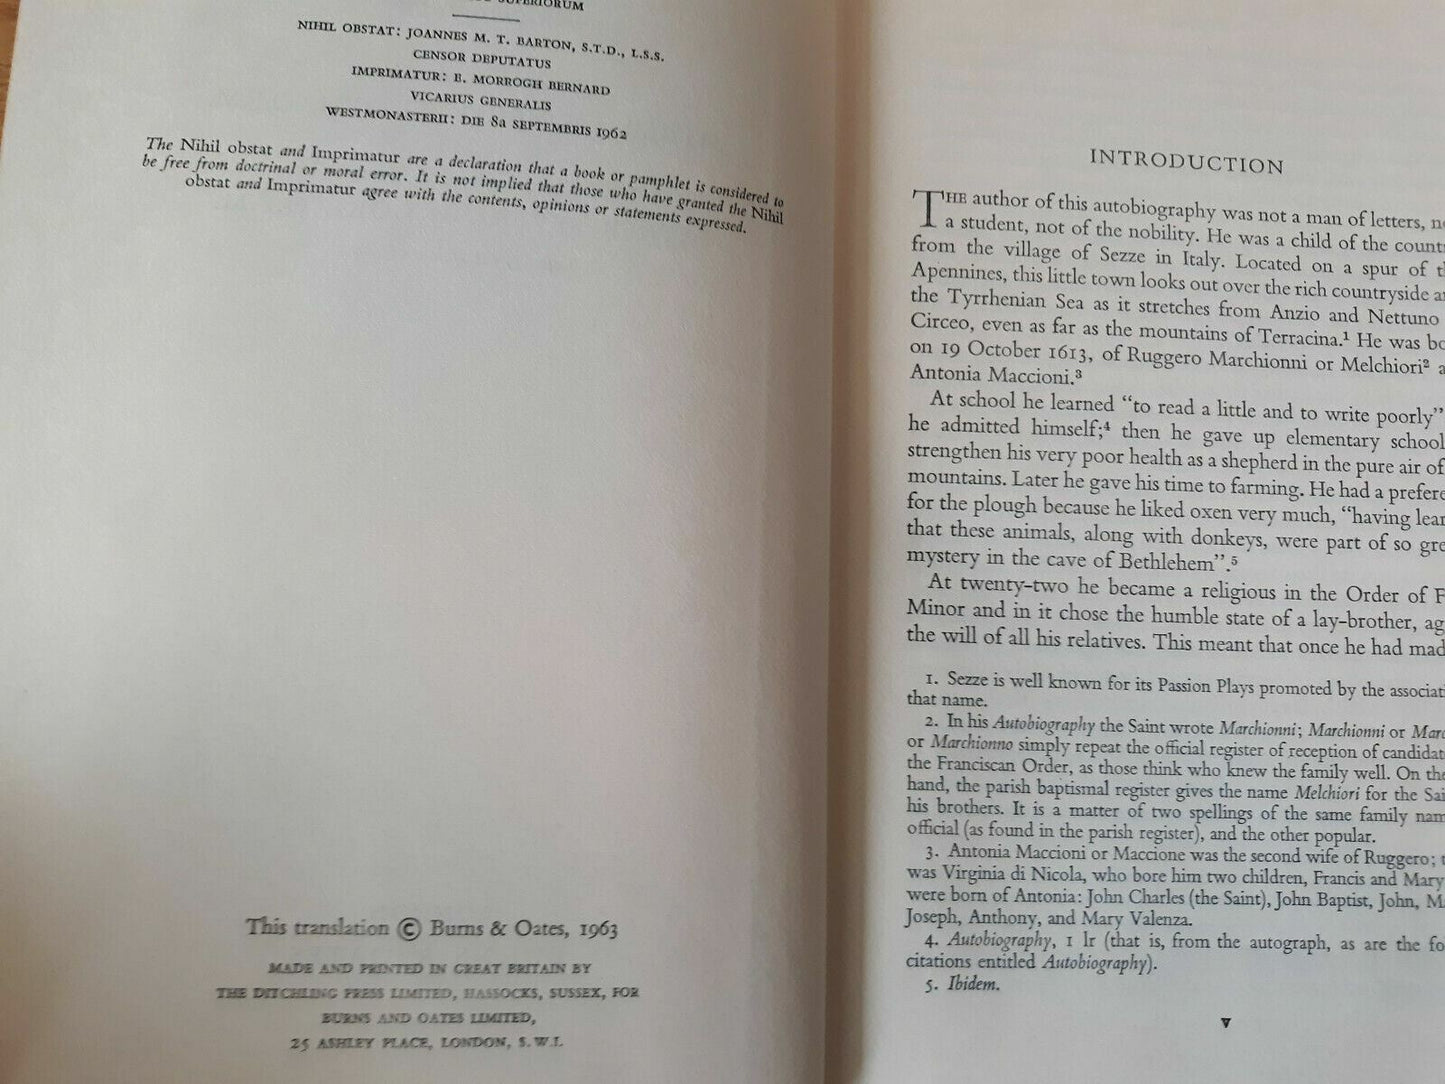 SUPERIORUM
NIHIL OBSTAT: JOANNES M. T. BARTON, S.T.D., L.S.S.
CENSOR DEPUTATUS
IMPRIMATUR: E. MORROGH BERNARD
VICARIUS GENERALIS
WESTMONASTERII: DIE 8a SEPTEMBRIS 1962
The Nihil obstat and Imprimatur are a declaration that a book or pamphlet is considered to
be free from doctrinal or moral error. It is not implied that those who have granted the Nihil
obstat and Imprimatur agree with the contents, opinions or statements expressed.
This translation © Burns & Oates, 1963
MADE AND PRINTED IN GREAT BRITAIN BY
THE DITCHLING PRESS LIMITED, HASSOCKS, SUSSEX, FOR
BURNS AND OATES LIMITED,
25 ASHLEY PLACE, LONDON, S.W.I.
INTRODUCTION
THE author of this autobiography was not a man of letters,
a student, not of the nobility. He was a child of the
from the village of Sezze in Italy. Located on a spur of
Apennines, this little town looks out over the rich countryside
the Tyrrhenian Sea as it stretches from Anzio and Nettuno
Circeo, even as far as the mountains of Terracina.¹ He was
on 19 October 1613, of Ruggero Marchionni or Melchiori²
Antonia Maccioni.³
At school he learned "to read a little and to write poorly"
he admitted himself;⁴ then he gave up elementary school
strengthen his very poor health as a shepherd in the pure air of
mountains. Later he gave his time to farming. He had a
for the plough because he liked oxen very much, "having
that these animals, along with donkeys, were part of so
mystery in the cave of Bethlehem".⁵
At twenty-two he became a religious in the Order of
Minor and in it chose the humble state of a lay-brother,
the will of all his relatives. This meant that once he had
1. Sezze is well known for its Passion Plays promoted by the
that name.
2. In his Autobiography the Saint wrote Marchionni; Marchionni or
or Marchionno simply repeat the official register of reception of
the Franciscan Order, as those think who knew the family well. On
hand, the parish baptismal register gives the name Melchiori for the
his brothers. It is a matter of two spellings of the same family
official (as found in the parish register), and the other popular.
3. Antonia Maccioni or Maccione was the second wife of Ruggero;
was Virginia di Nicola, who bore him two children, Francis and Mary
were born of Antonia: John Charles (the Saint), John Baptist, John,
Joseph, Anthony, and Mary Valenza.
4. Autobiography, 1 Ir (that is, from the autograph, as are the
citations entitled Autobiography).
5. Ibidem.
v